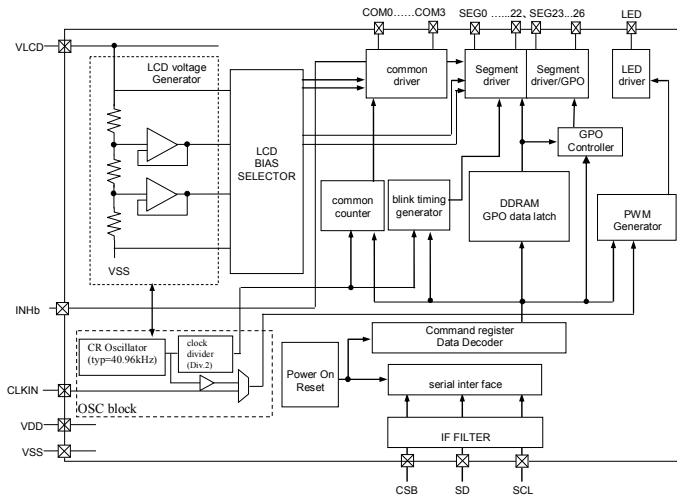 COM0......COM3
SEG0 ......22、SEG23...26
LED
VLCD
LCD voltage
Generator
common
driver
Segment
driver
Segment
driver/GPO
LED
driver
LCD
BIAS
SELECTOR
GPO
Controller
common
counter
blink timing
generator
DDRAM
GPO data latch
PWM
Generator
VSS
INHb
CR Oscillator
(typ=40.96kHz)
clock
divider
(Div.2)
Command register
Data Decoder
Power On
Reset
serial inter face
CLKIN
OSC block
VDD
IF FILTER
VSS
CSB
SD
SCL